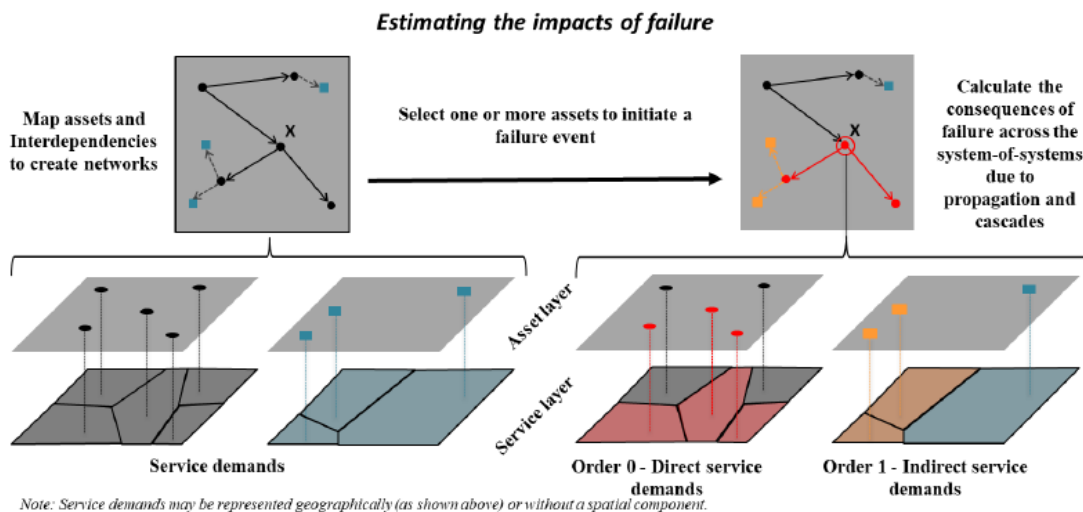 Estimating the impacts of failure
Map assets and
Interdependencies
to create networks
X
Select one or more assets to initiate a
failure event
X
Calculate the
consequences of
failure across the
system-of-systems
due to
propagation and
cascades
Asset layer
Service layer
Service demands
Order 0 - Direct service
demands
Order 1 - Indirect service
demands
Note: Service demands may be represented geographically (as shown above) or without a spatial component.